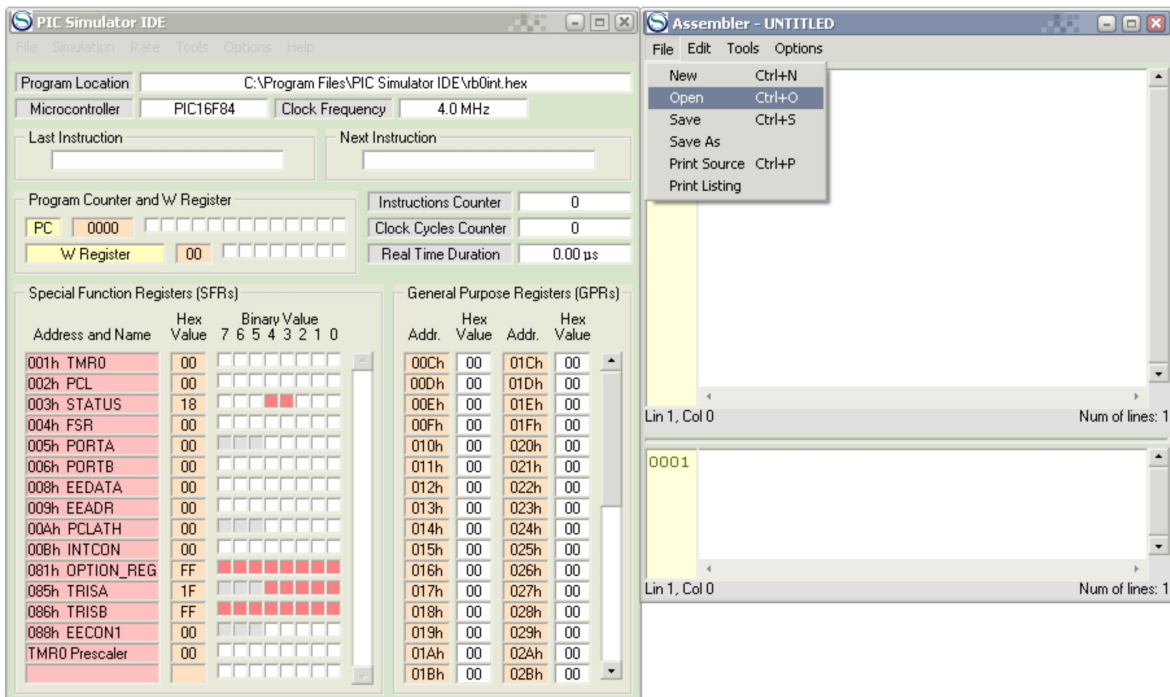 PIC Simulator IDE
File Simulation Rate Tools Options Help
Program Location C:\Program Files\PIC Simulator IDE\rb0int.hex
Microcontroller PIC16F84 Clock Frequency 4.0 MHz
Last Instruction Next Instruction
Program Counter and W Register
PC 0000
W Register 00
Instructions Counter 0
Clock Cycles Counter 0
Real Time Duration 0.00 µs
Special Function Registers (SFRs)
Hex Binary Value
Address and Name Value 7 6 5 4 3 2 1 0
001h TMR0 00
002h PCL 00
003h STATUS 18
004h FSR 00
005h PORTA 00
006h PORTB 00
008h EEDATA 00
009h EEADR 00
00Ah PCLATH 00
00Bh INTCON 00
081h OPTION_REG FF
085h TRISA 1F
086h TRISB FF
088h EECON1 00
TMR0 Prescaler 00
General Purpose Registers (GPRs)
Hex Hex
Addr. Value Addr. Value
00Ch 00 01Ch 00
00Dh 00 01Dh 00
00Eh 00 01Eh 00
00Fh 00 01Fh 00
010h 00 020h 00
011h 00 021h 00
012h 00 022h 00
013h 00 023h 00
014h 00 024h 00
015h 00 025h 00
016h 00 026h 00
017h 00 027h 00
018h 00 028h 00
019h 00 029h 00
01Ah 00 02Ah 00
01Bh 00 02Bh 00
Assembler - UNTITLED
File Edit Tools Options
New Ctrl+N
Open Ctrl+O
Save Ctrl+S
Save As
Print Source Ctrl+P
Print Listing
Lin 1, Col 0 Num of lines: 1
0001
Lin 1, Col 0 Num of lines: 1